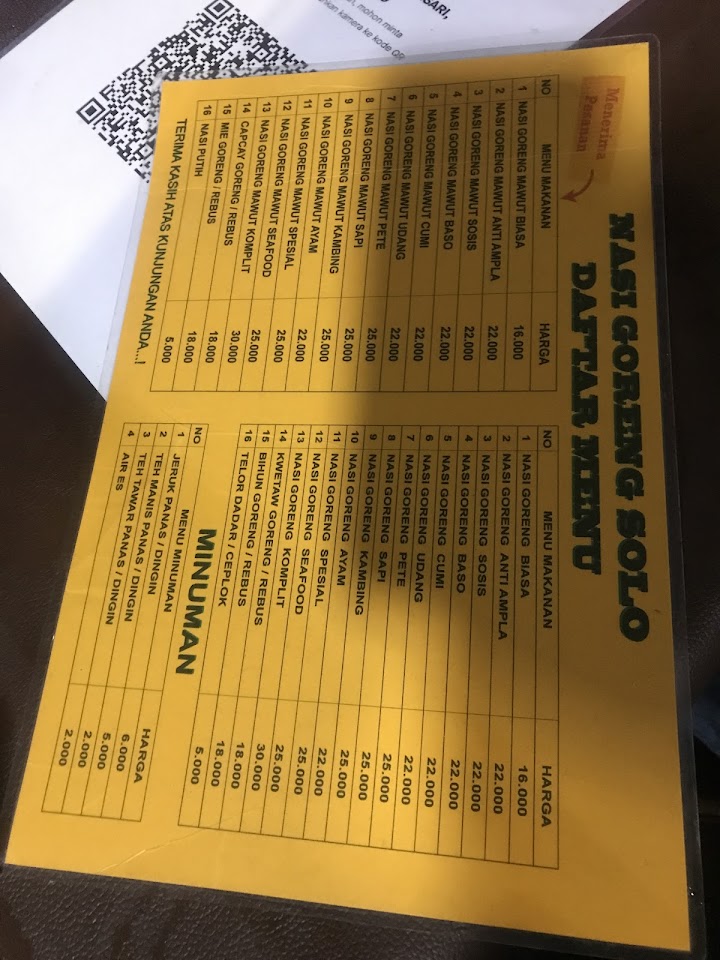 SARI,
mohon minta
kamera ke kode QR
Menerima
Pesanan
NASI GORENG SOLO
DAFTAR MENU
NO MENU MAKANAN HARGA
1 NASI GORENG MAWUT BIASA 16.000
2 NASI GORENG MAWUT ANTI AMPLA 22.000
3 NASI GORENG MAWUT SOSIS 22.000
4 NASI GORENG MAWUT BASO 22.000
5 NASI GORENG MAWUT CUMI 22.000
6 NASI GORENG MAWUT UDANG 22.000
7 NASI GORENG MAWUT PETE 25.000
8 NASI GORENG MAWUT SAPI 25.000
9 NASI GORENG MAWUT KAMBING 25.000
10 NASI GORENG MAWUT AYAM 22.000
11 NASI GORENG MAWUT SPESIAL 25.000
12 NASI GORENG MAWUT SEAFOOD 25.000
13 NASI GORENG MAWUT KOMPLIT 30.000
14 CAPCAY GORENG / REBUS 18.000
15 MIE GORENG / REBUS 18.000
16 NASI PUTIH 5.000
TERIMA KASIH ATAS KUNJUNGAN ANDA...!
NO MENU MAKANAN HARGA
1 NASI GORENG BIASA 16.000
2 NASI GORENG ANTI AMPLA 22.000
3 NASI GORENG SOSIS 22.000
4 NASI GORENG BASO 22.000
5 NASI GORENG CUMI 22.000
6 NASI GORENG UDANG 22.000
7 NASI GORENG PETE 25.000
8 NASI GORENG SAPI 25.000
9 NASI GORENG KAMBING 25.000
10 NASI GORENG AYAM 22.000
11 NASI GORENG SPESIAL 25.000
12 NASI GORENG SEAFOOD 25.000
13 NASI GORENG KOMPLIT 30.000
14 KWETAW GORENG / REBUS 18.000
15 BIHUN GORENG / REBUS 18.000
16 TELOR DADAR / CEPLOK 5.000
MINUMAN
NO MENU MINUMAN HARGA
1 JERUK PANAS / DINGIN 6.000
2 TEH MANIS PANAS / DINGIN 5.000
3 TEH TAWAR PANAS / DINGIN 2.000
4 AIR ES 2.000